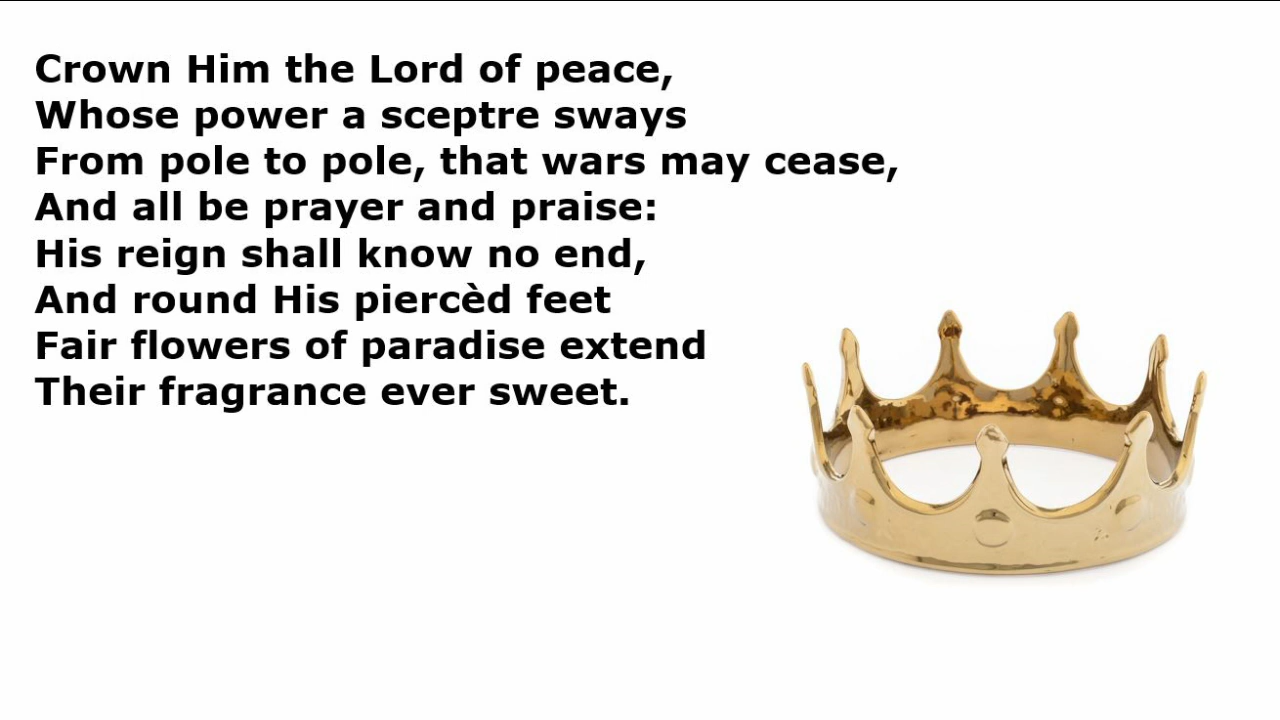 Crown Him the Lord of peace,
Whose power a sceptre sways
From pole to pole, that wars may cease,
And all be prayer and praise:
His reign shall know no end,
And round His piercèd feet
Fair flowers of paradise extend
Their fragrance ever sweet.